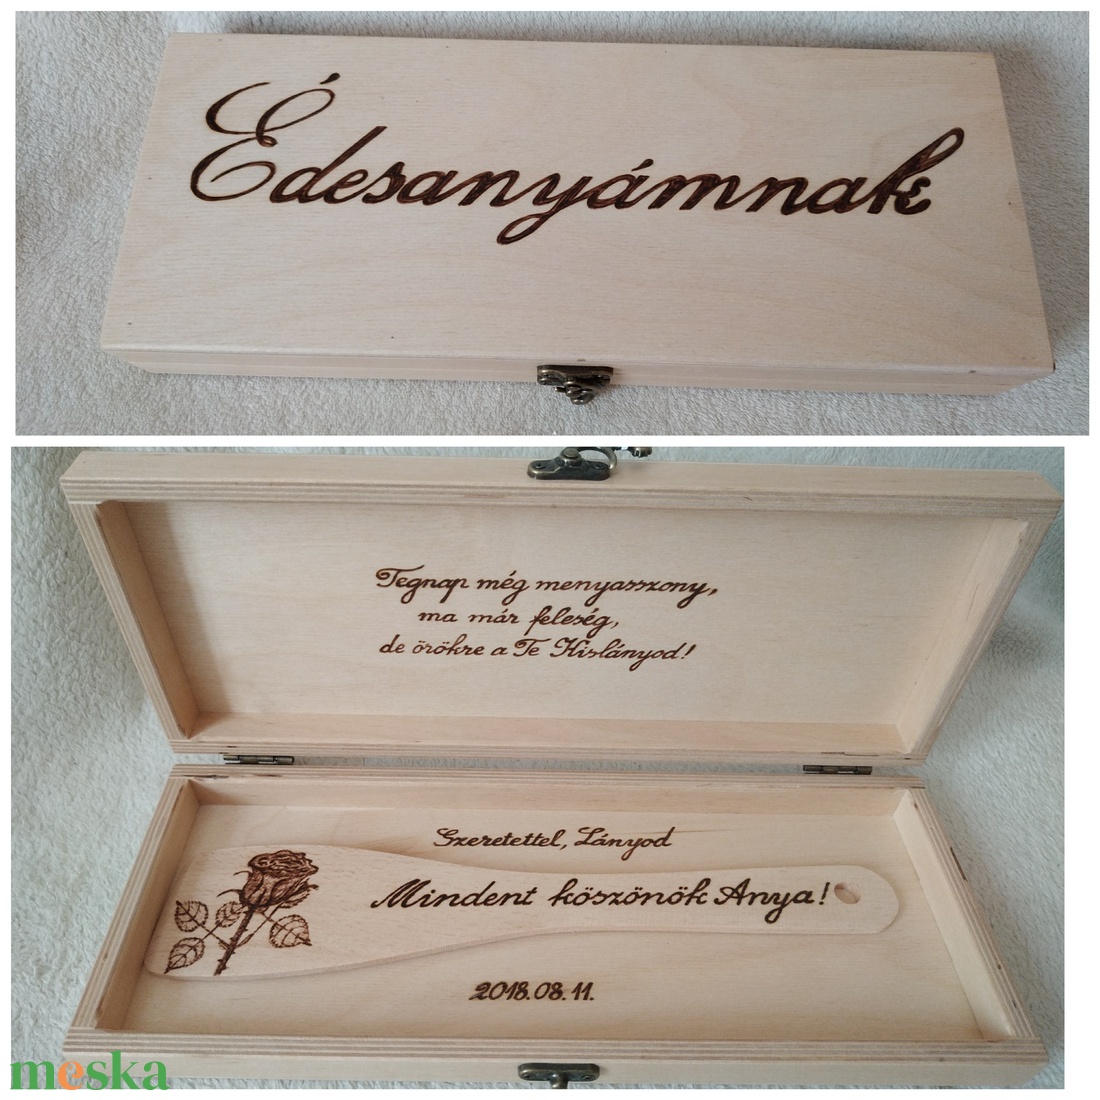 Édesanyámnak
Tegnap még menyasszony,
ma már feleség,
de örökre a Te Kislányod!
Szeretettel, Lányod
Mindent köszönök Anya!
2018.08.11.
meska